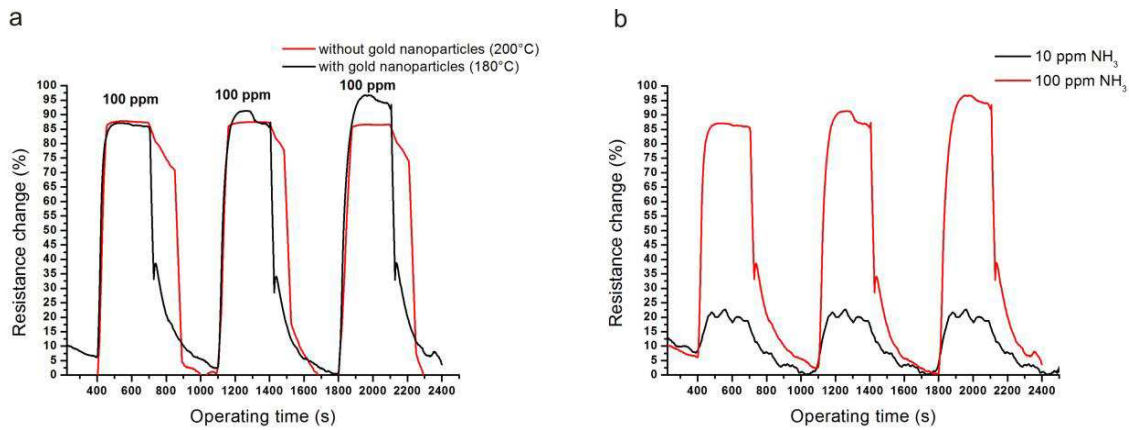 a
without gold nanoparticles (200°C)
with gold nanoparticles (180°C)
100 ppm
100 ppm
100 ppm
100
95
90
85
80
75
70
65
60
55
50
45
40
35
30
25
20
15
10
5
0
Resistance change (%)
400 600 800 1000 1200 1400 1600 1800 2000 2200 2400
Operating time (s)
b
10 ppm NH₃
100 ppm NH₃
100
95
90
85
80
75
70
65
60
55
50
45
40
35
30
25
20
15
10
5
0
Resistance change (%)
400 600 800 1000 1200 1400 1600 1800 2000 2200 2400
Operating time (s)